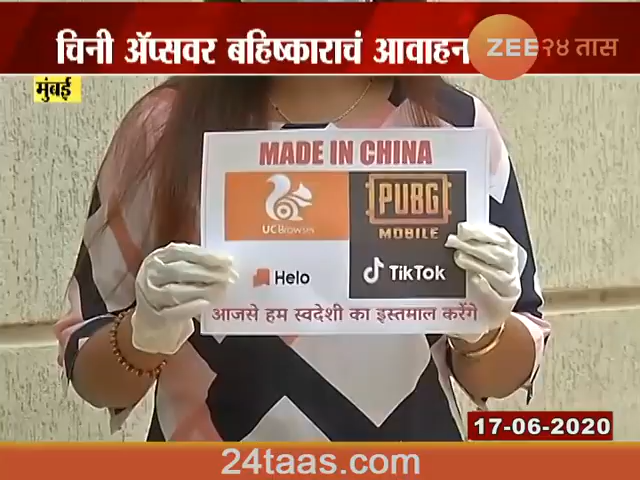 चिनी ॲप्सवर बहिष्काराचं आवाहन
ZEE २४ तास
मुंबई
MADE IN CHINA
UC Browser
PUBG
MOBILE
Helo
TikTok
आजसे हम स्वदेशी का इस्तमाल करेंगे
17-06-2020
24taas.com